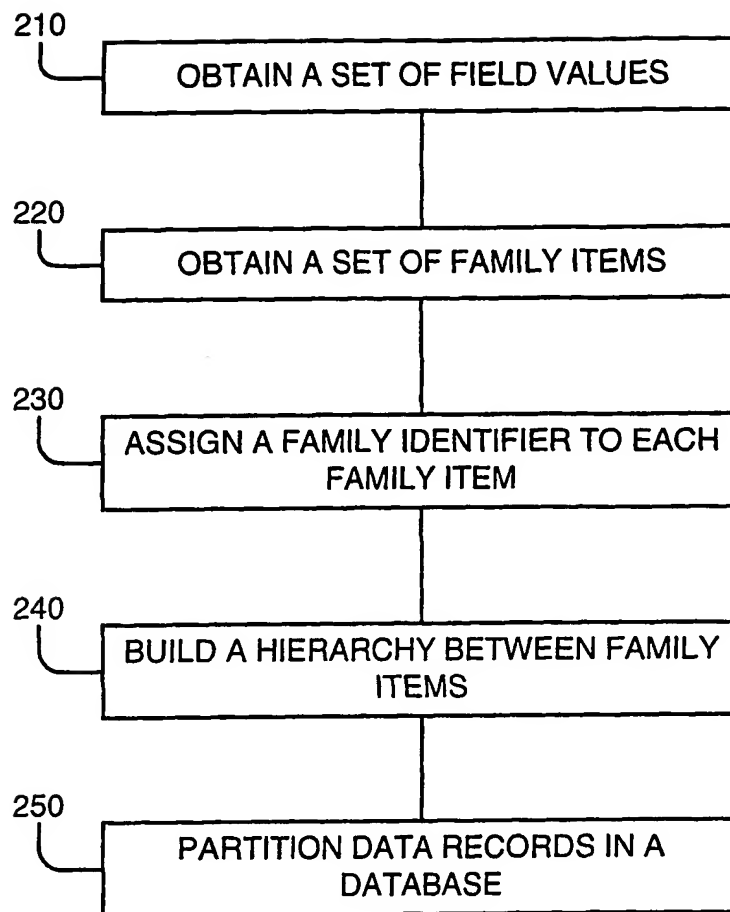 210
OBTAIN A SET OF FIELD VALUES
220
OBTAIN A SET OF FAMILY ITEMS
230
ASSIGN A FAMILY IDENTIFIER TO EACH
FAMILY ITEM
240
BUILD A HIERARCHY BETWEEN FAMILY
ITEMS
250
PARTITION DATA RECORDS IN A
DATABASE